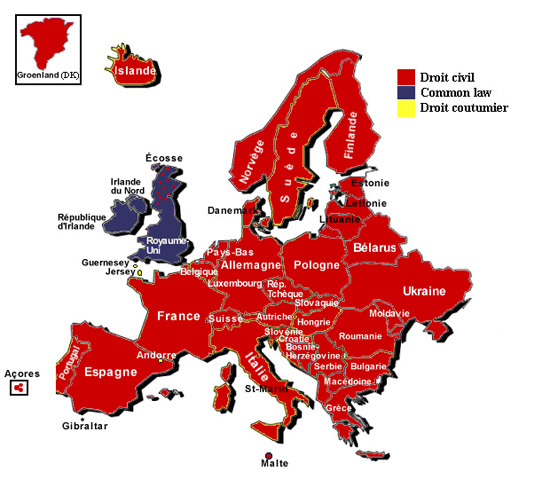 Groenland (DK)
Islande
Droit civil
Common law
Droit coutumier
Norvège
Suède
Finlande
Écosse
Irlande
du Nord
République
d'Irlande
Royaume-
Uni
Estonie
Lettonie
Lituanie
Danemark
Guernesey
Jersey
Pays-Bas
Belgique
Allemagne
Luxembourg
Pologne
Bélarus
Rép.
Tchèque
Slovaquie
Ukraine
France
Suisse
Autriche
Hongrie
Moldavie
Slovénie
Croatie
Bosnie-
Herzégovine
Roumanie
Serbie
Bulgarie
Macédoine
Grèce
Italie
St-Marin
Andorre
Portugal
Espagne
Açores
Gibraltar
Malte